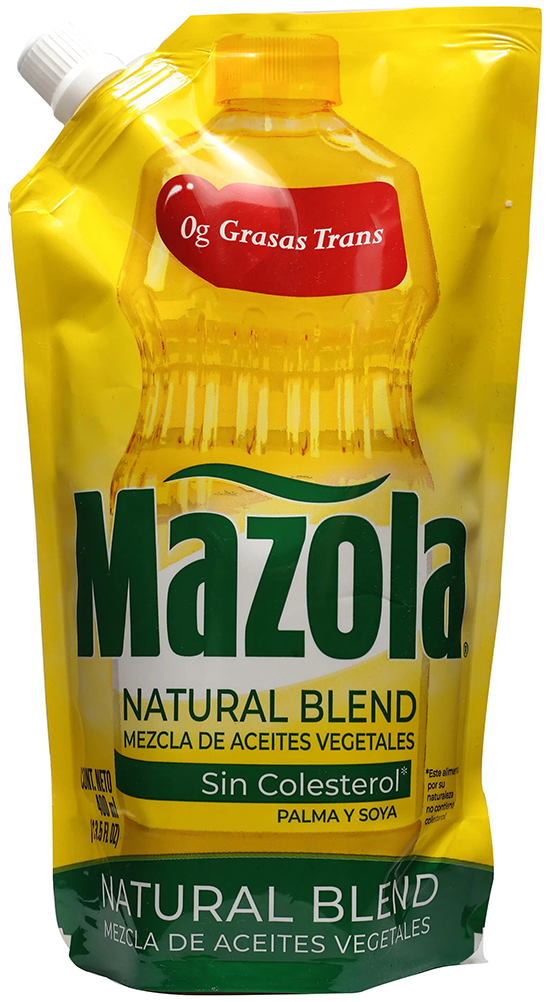 0g Grasas Trans
Mazola®
NATURAL BLEND
MEZCLA DE ACEITES VEGETALES
Sin Colesterol*
PALMA Y SOYA
CONT. NETO
400 ml
(13.5 FL OZ)
*Este alimento
por su
naturaleza
no contiene
colesterol
NATURAL BLEND
MEZCLA DE ACEITES VEGETALES